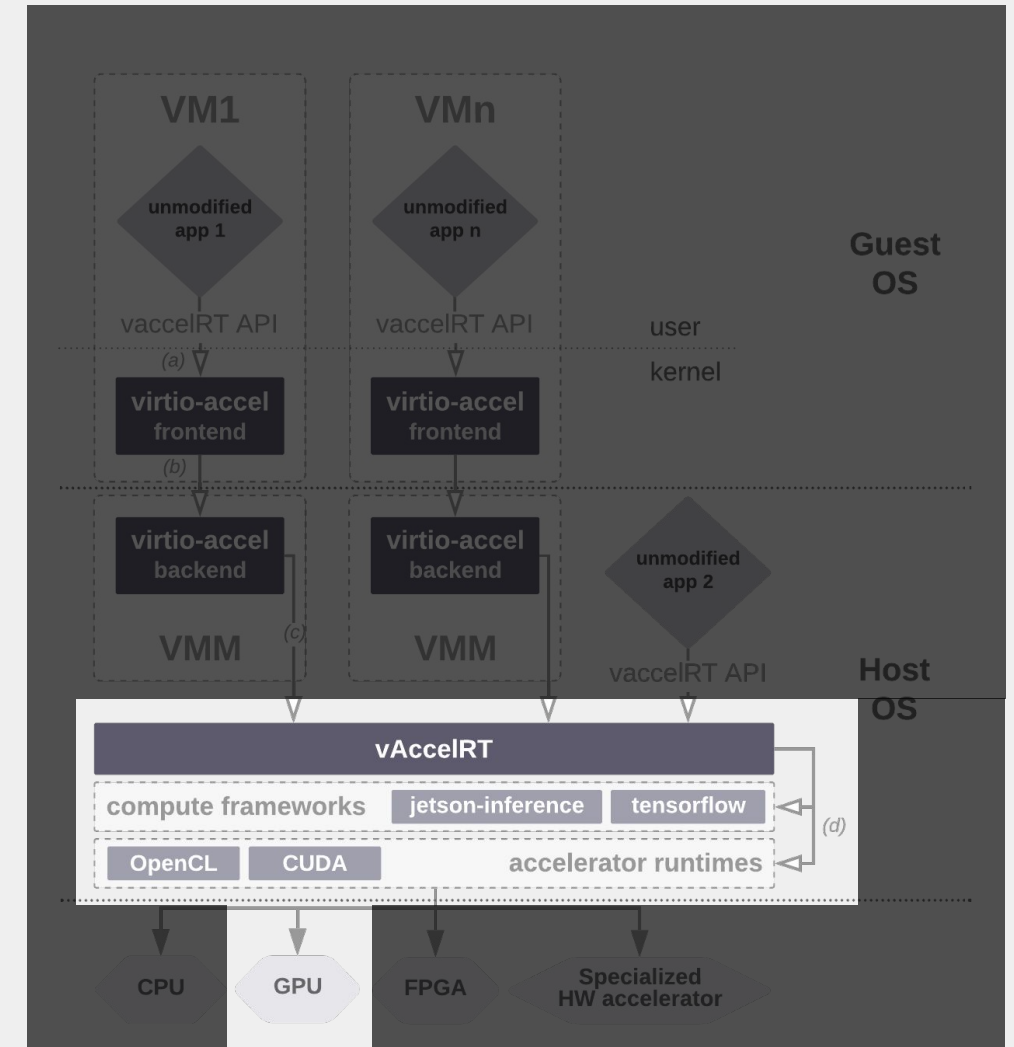 VM1
VMn
unmodified
app 1
unmodified
app n
Guest
OS
vaccelRT API
vaccelRT API
user
(a)
kernel
virtio-accel
frontend
virtio-accel
frontend
(b)
virtio-accel
backend
virtio-accel
backend
unmodified
app 2
(c)
VMM
VMM
vaccelRT API
Host
OS
vAccelRT
compute frameworks
jetson-inference
tensorflow
(d)
OpenCL
CUDA
accelerator runtimes
CPU
GPU
FPGA
Specialized
HW accelerator